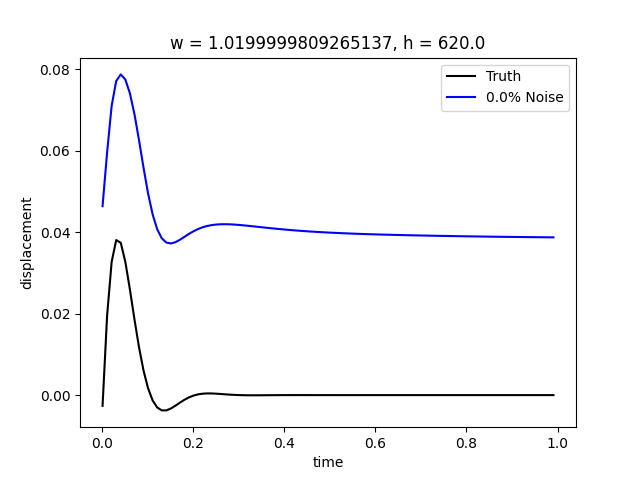 w = 1.0199999809265137, h = 620.0
Truth
0.0% Noise
0.08
0.06
0.04
0.02
0.00
displacement
0.0 0.2 0.4 0.6 0.8 1.0
time